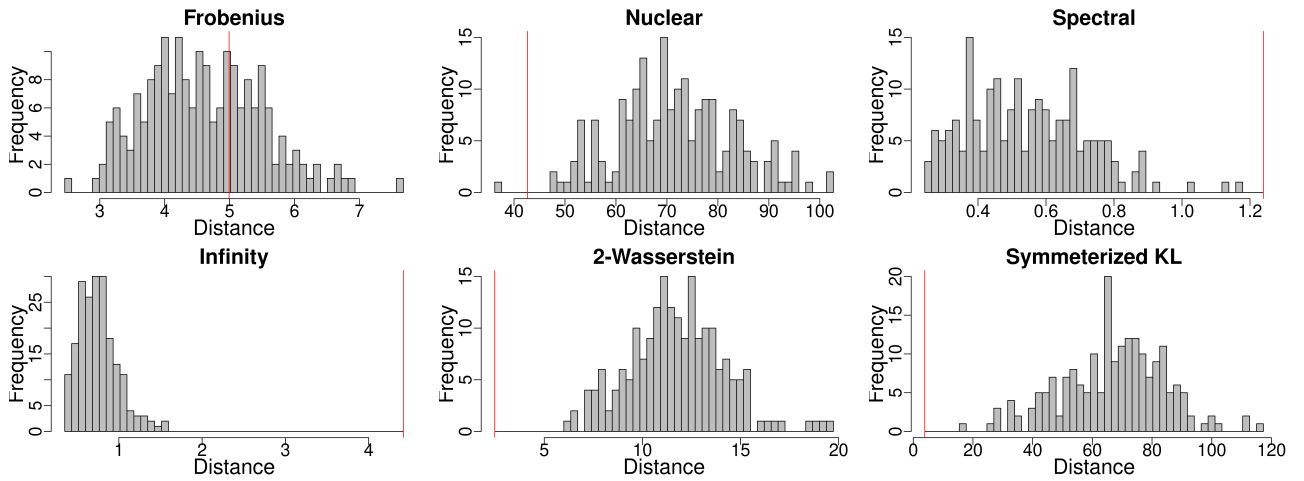 Frobenius
Frequency
0 2 4 6 8
3 4 5 6 7
Distance
Nuclear
Frequency
0 5 10 15
40 50 60 70 80 90 100
Distance
Spectral
Frequency
0 5 10 15
0.4 0.6 0.8 1.0 1.2
Distance
Infinity
Frequency
0 5 15 25
1 2 3 4
Distance
2-Wasserstein
Frequency
0 5 10 15
5 10 15 20
Distance
Symmeterized KL
Frequency
0 5 10 15 20
0 20 40 60 80 100 120
Distance